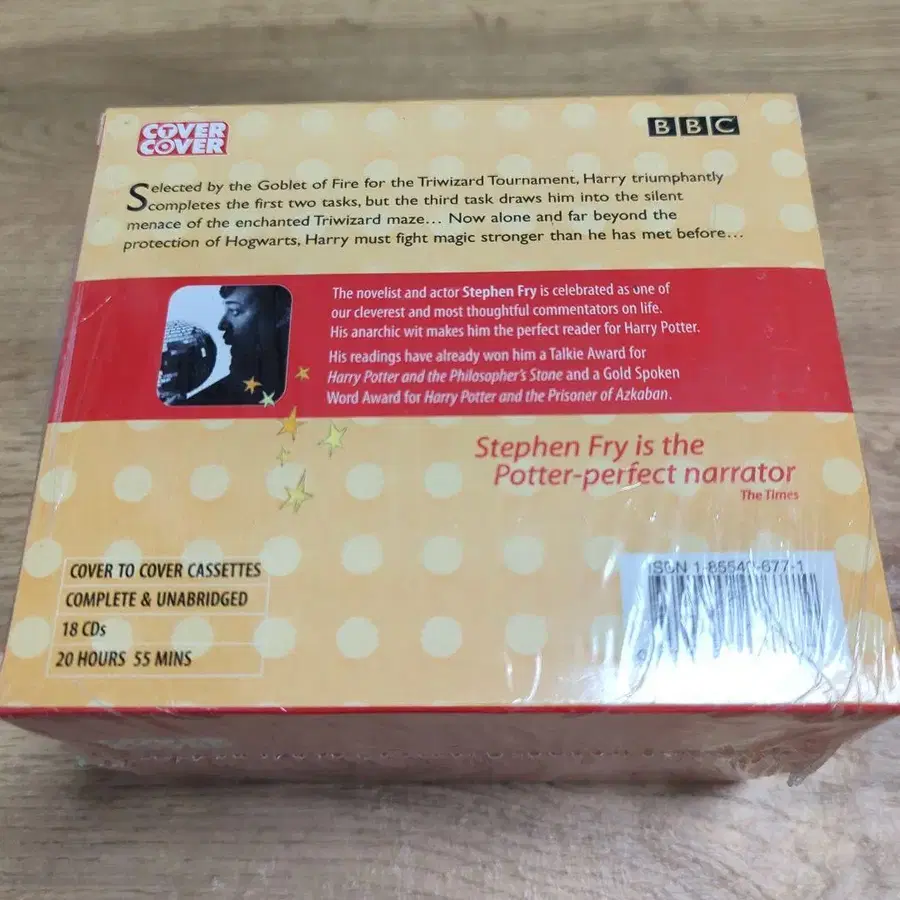 COVER TO COVER
BBC
Selected by the Goblet of Fire for the Triwizard Tournament, Harry triumphantly
completes the first two tasks, but the third task draws him into the silent
menace of the enchanted Triwizard maze... Now alone and far beyond the
protection of Hogwarts, Harry must fight magic stronger than he has met before...
The novelist and actor Stephen Fry is celebrated as one of
our cleverest and most thoughtful commentators on life.
His anarchic wit makes him the perfect reader for Harry Potter.
His readings have already won him a Talkie Award for
Harry Potter and the Philosopher's Stone and a Gold Spoken
Word Award for Harry Potter and the Prisoner of Azkaban.
Stephen Fry is the
Potter-perfect narrator
The Times
COVER TO COVER CASSETTES
COMPLETE & UNABRIDGED
18 CDs
20 HOURS 55 MINS
ISBN